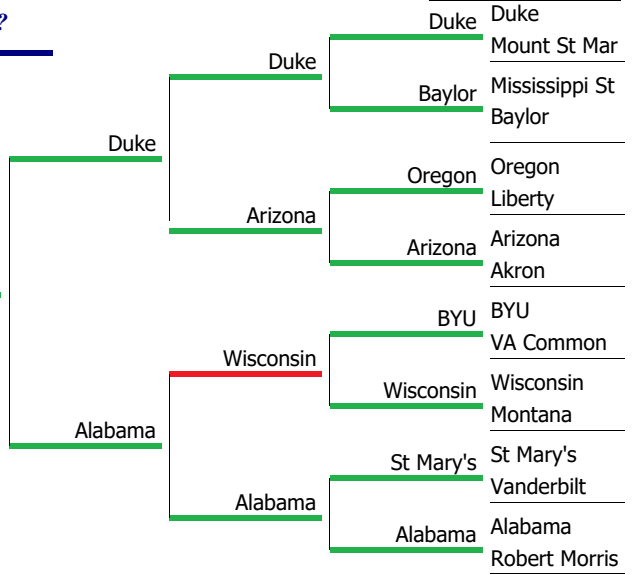 ?
Duke
Duke
Mount St Mar
Duke
Baylor
Mississippi St
Baylor
Duke
Oregon
Oregon
Liberty
Arizona
Arizona
Arizona
Akron
BYU
BYU
VA Common
Wisconsin
Wisconsin
Wisconsin
Montana
Alabama
St Mary's
St Mary's
Vanderbilt
Alabama
Alabama
Alabama
Robert Morris